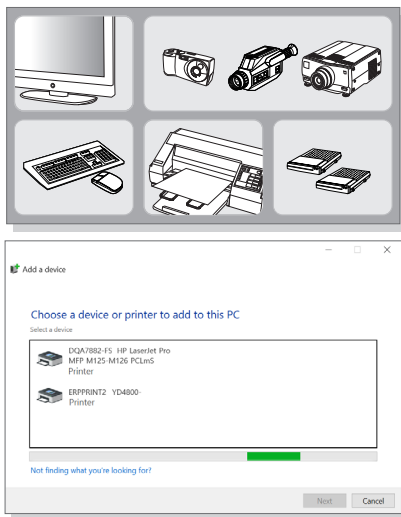 Add a device
Choose a device or printer to add to this PC
Select a device
DQA7882-F5 HP LaserJet Pro
MFP M125-M126 PCLmS
Printer
ERPPRINT2 YD4800-
Printer
Not finding what you're looking for?
Next Cancel